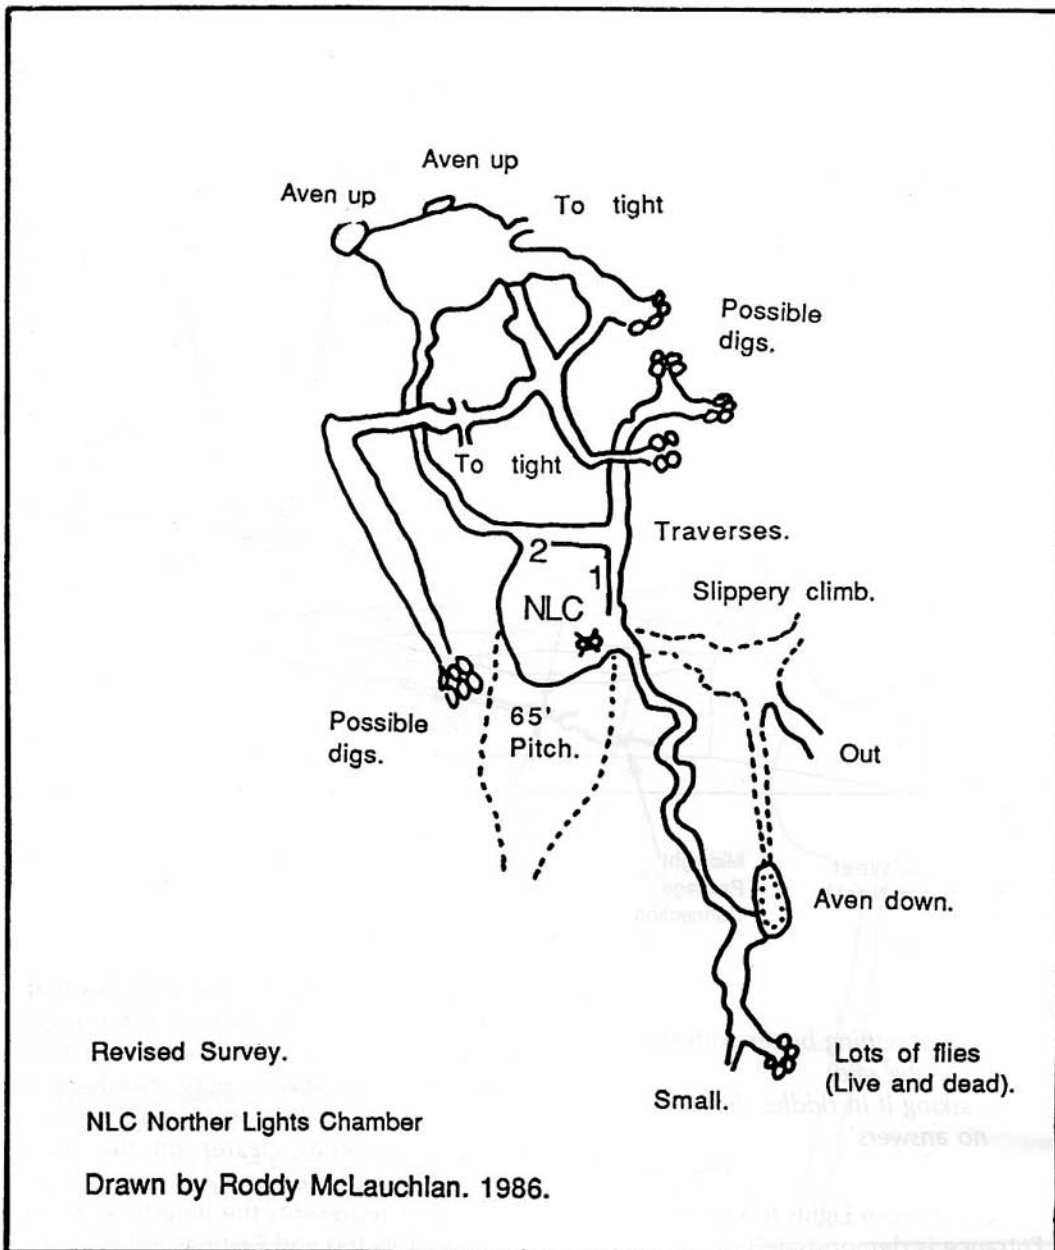 Aven up
Aven up
To tight
Possible
digs.
To tight
Traverses.
2
1
NLC
Slippery climb.
65'
Pitch.
Possible
digs.
Out
Aven down.
Revised Survey.
Lots of flies
(Live and dead).
Small.
NLC Norther Lights Chamber
Drawn by Roddy McLauchlan. 1986.